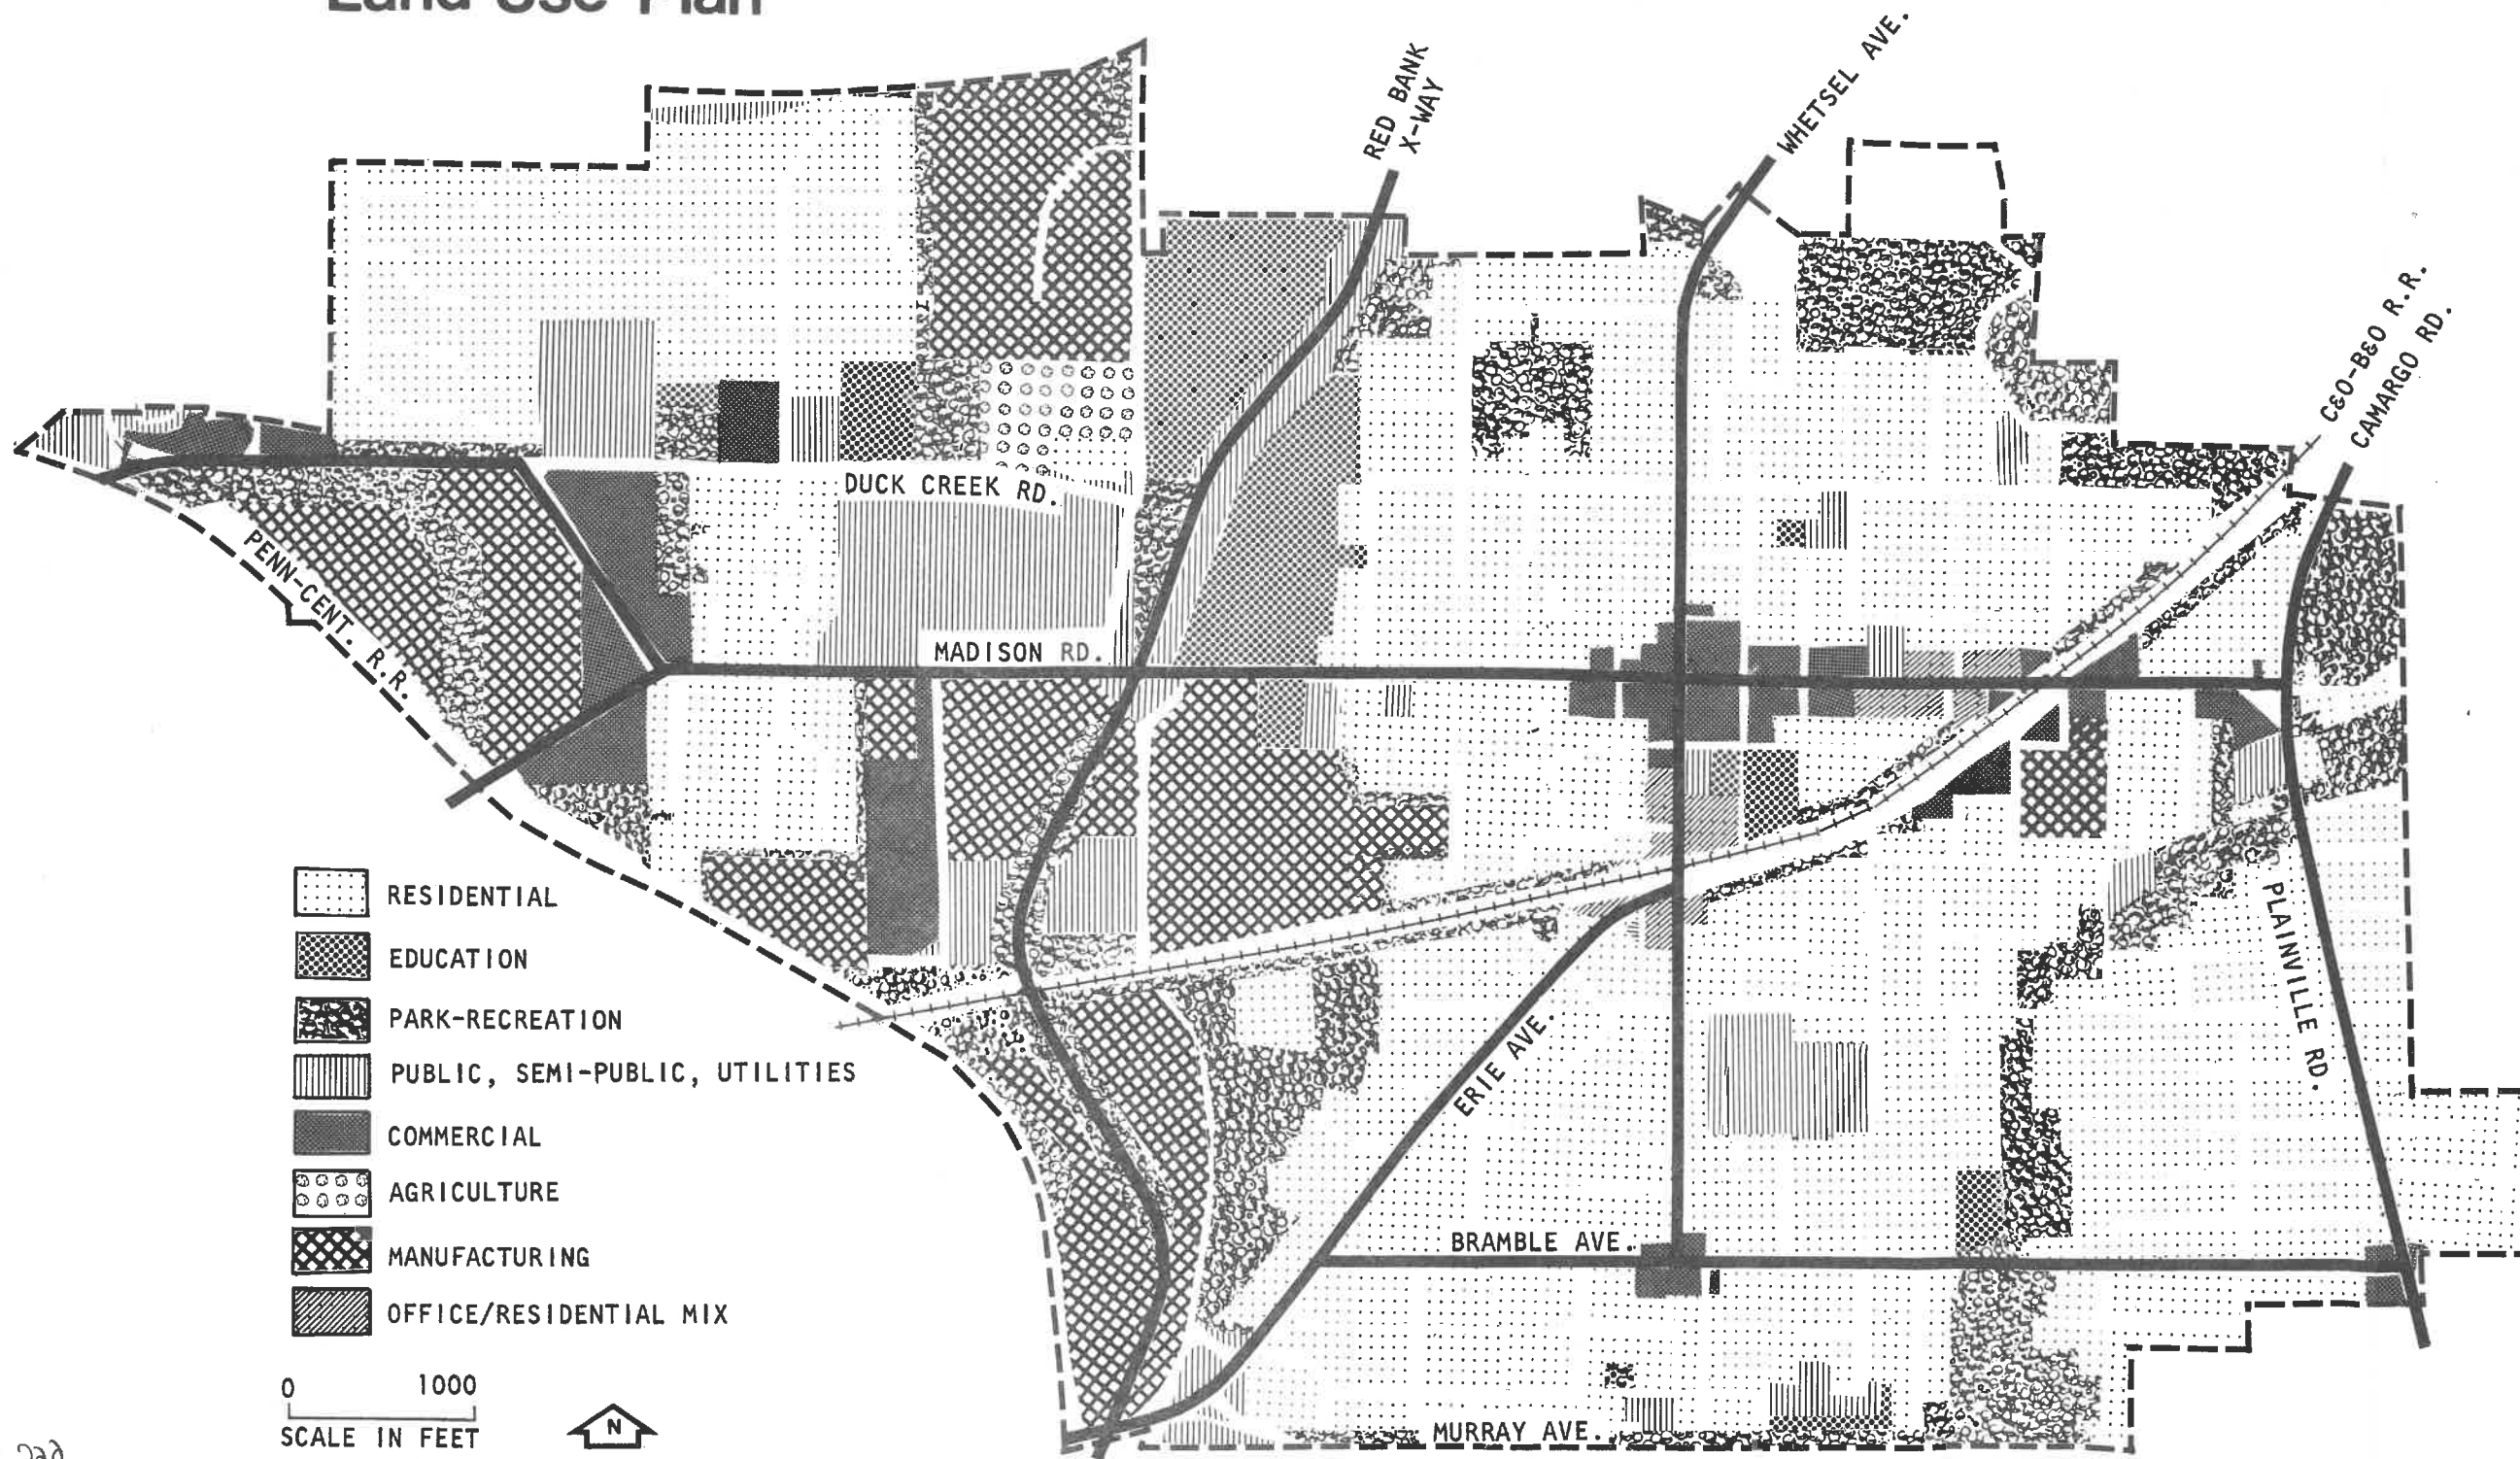 Land Use Plan
RED BANK
X-WAY
WHETSEL AVE.
C&O-B&O R.R.
CAMARGO RD.
DUCK CREEK RD.
PENN-CENT. R.R.
MADISON RD.
PLAINVILLE RD.
ERIE AVE.
BRAMBLE AVE.
MURRAY AVE.
RESIDENTIAL
EDUCATION
PARK-RECREATION
PUBLIC, SEMI-PUBLIC, UTILITIES
COMMERCIAL
AGRICULTURE
MANUFACTURING
OFFICE/RESIDENTIAL MIX
0 1000
SCALE IN FEET
N